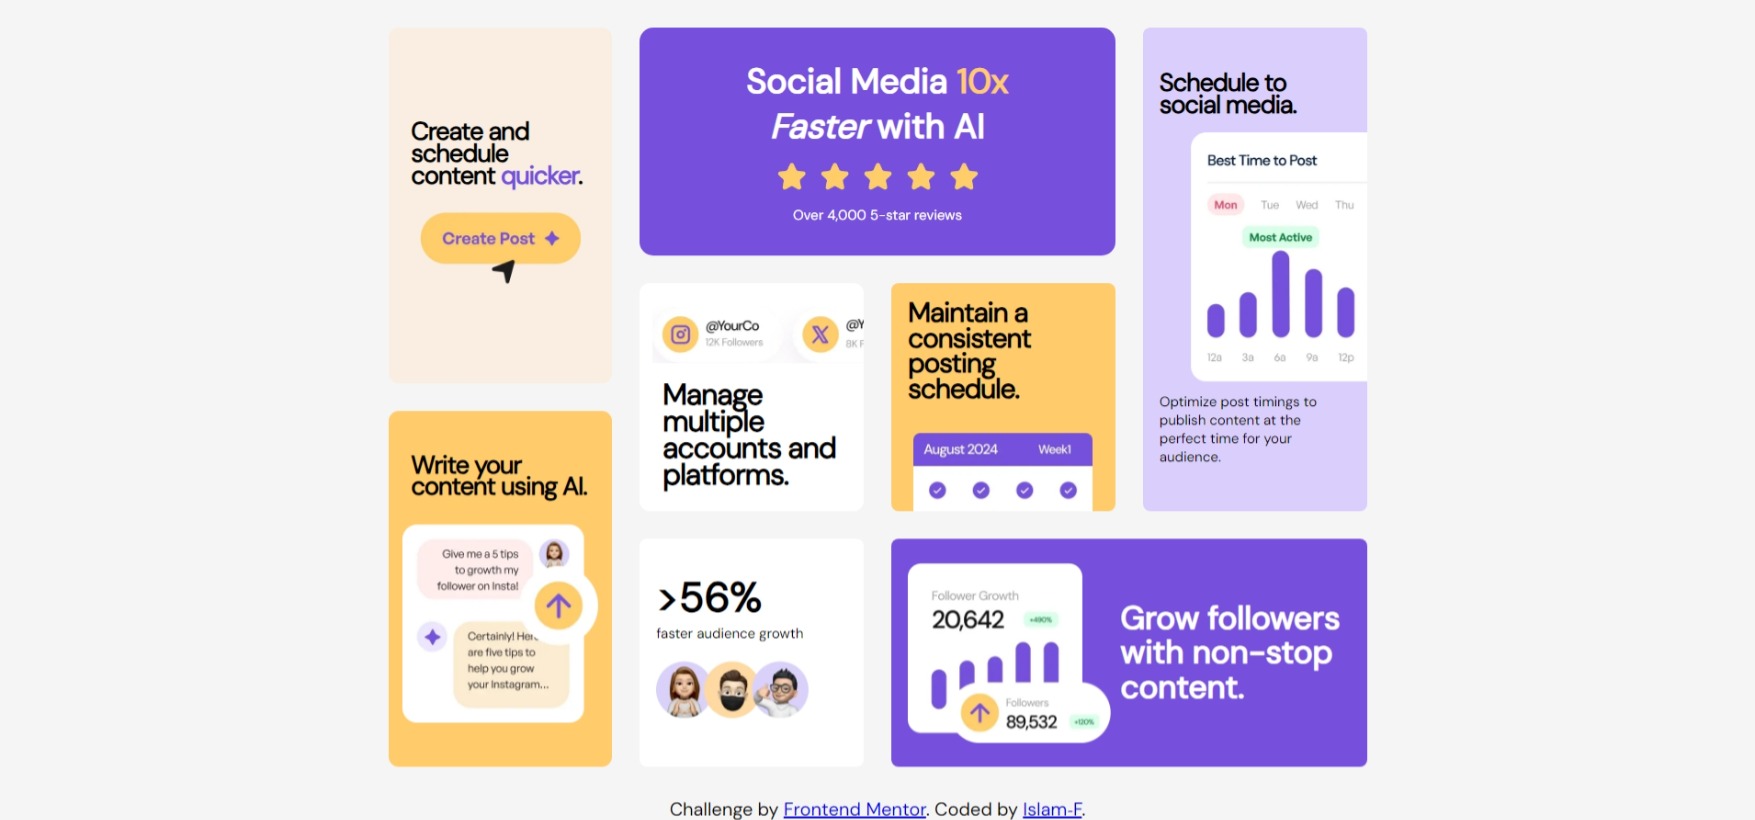 Create and
schedule
content quicker.
Create Post
Social Media 10x
Faster with AI
Over 4,000 5-star reviews
Schedule to
social media.
Best Time to Post
Mon Tue Wed Thu
Most Active
12a 3a 6a 9a 12p
Optimize post timings to
publish content at the
perfect time for your
audience.
@YourCo
12K Followers
@Y
8K F
Manage
multiple
accounts and
platforms.
Maintain a
consistent
posting
schedule.
August 2024 Week1
Write your
content using AI.
Give me a 5 tips
to growth my
follower on Insta!
Certainly! Here
are five tips to
help you grow
your Instagram...
>56%
faster audience growth
Follower Growth
20,642
Followers
89,532
Grow followers
with non-stop
content.
Challenge by Frontend Mentor. Coded by Islam-F.